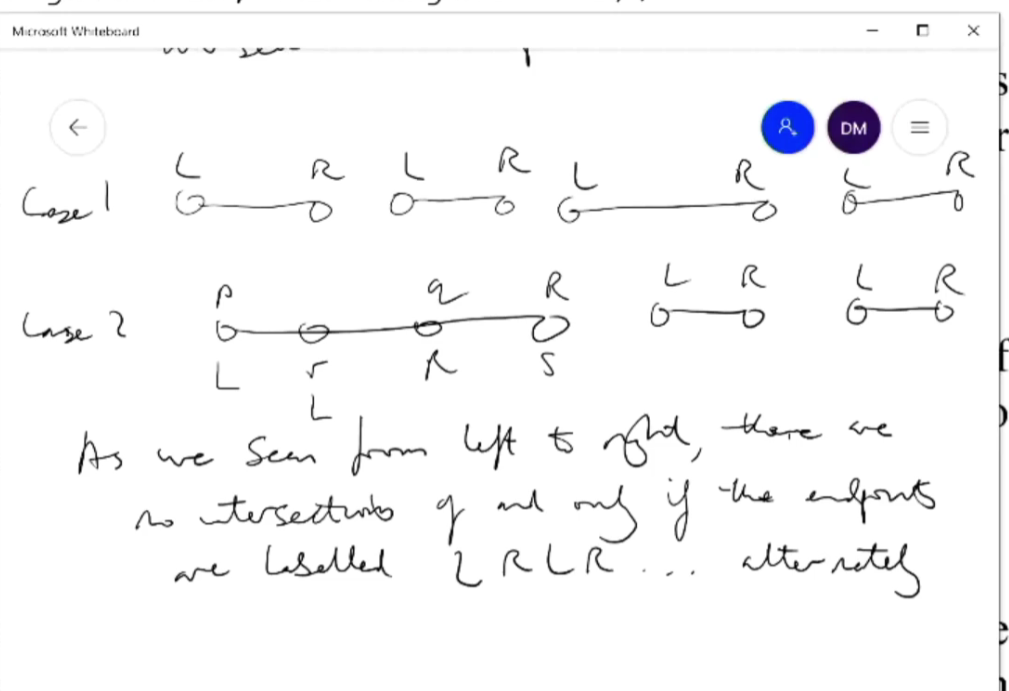 Microsoft Whiteboard
DM
L R L R L R L R
Case 1
p q R L R L R
Case 2
L r R S
L
As we scan from left to right, there are
no intersections if and only if the endpoints
are labelled L R L R ... alternately